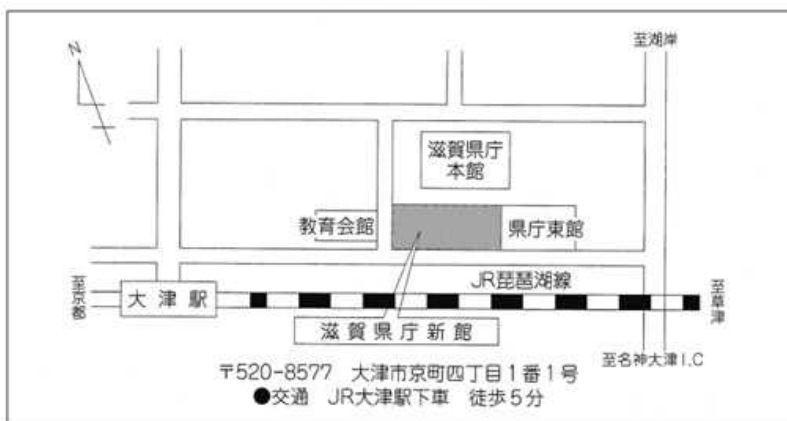 N
至湖岸
滋賀県庁
本館
教育会館
県庁東館
JR琵琶湖線
至京都
大津駅
至草津
滋賀県庁新館
至名神大津I.C
〒520-8577 大津市京町四丁目1番1号
●交通 JR大津駅下車 徒歩5分